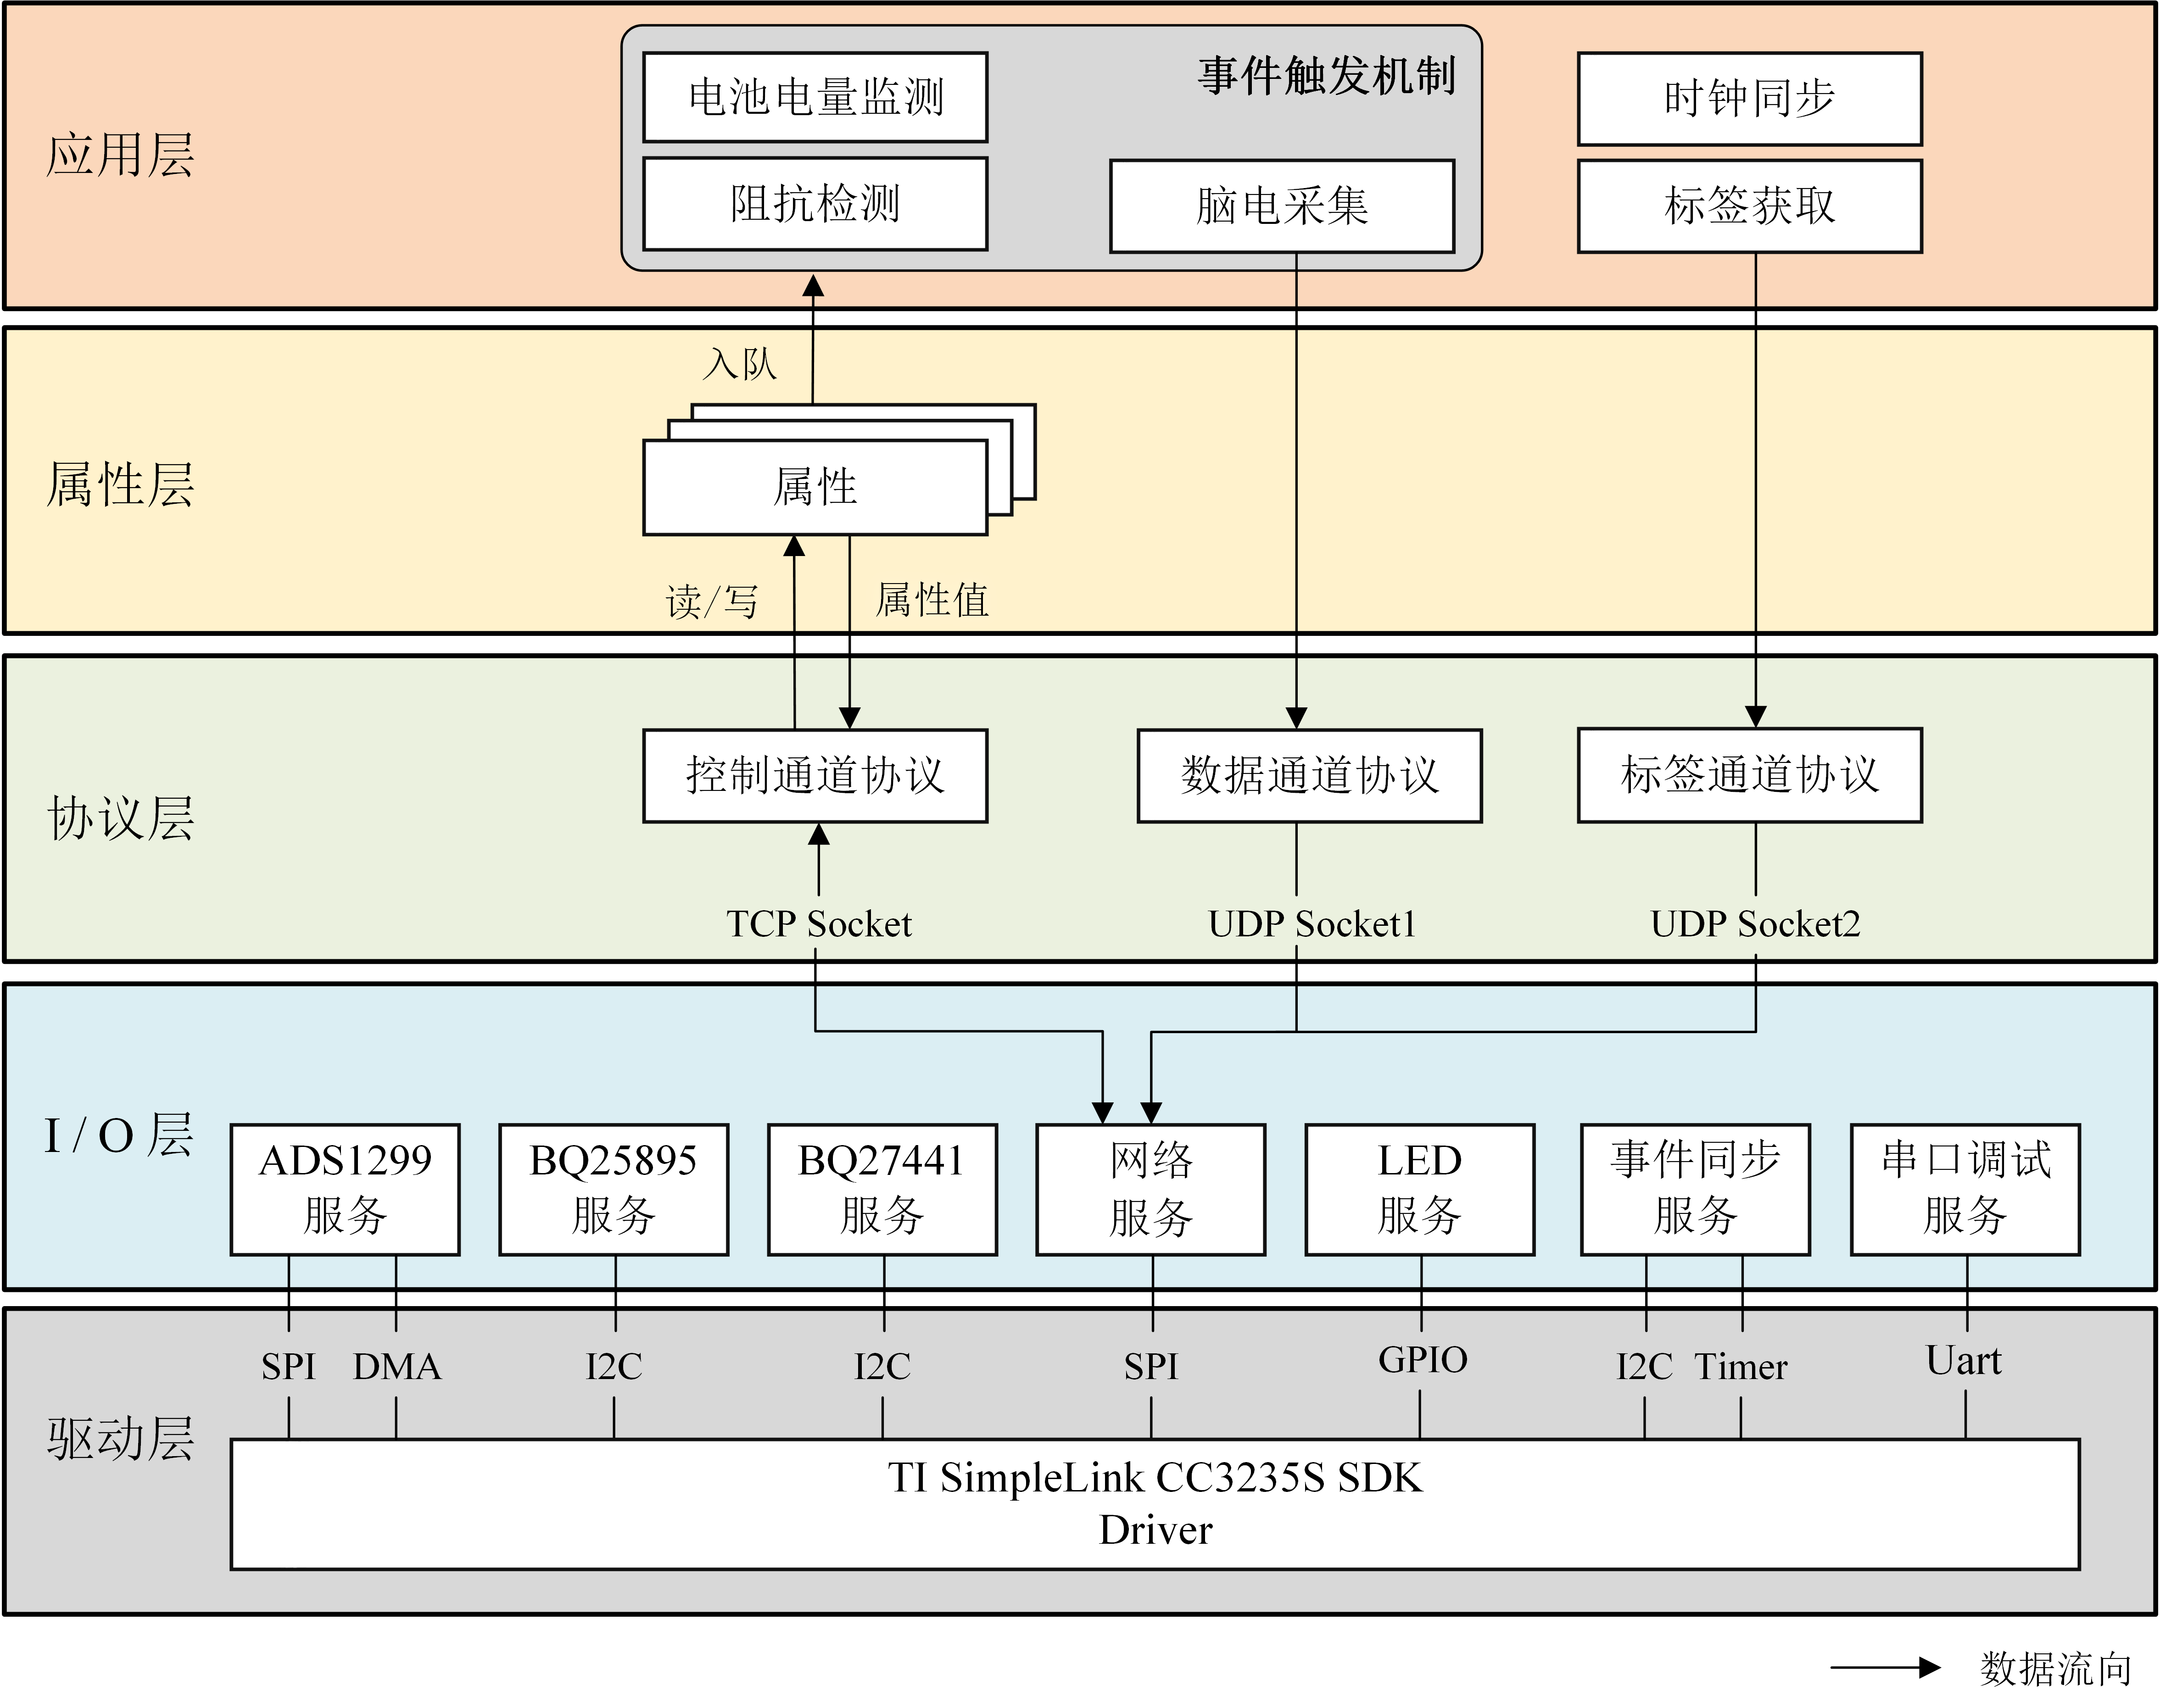 应用层
电池电量监测
阻抗检测
事件触发机制
脑电采集
时钟同步
标签获取
属性层
入队
属性
读/写
属性值
协议层
控制通道协议
数据通道协议
标签通道协议
TCP Socket
UDP Socket1
UDP Socket2
I / O 层
ADS1299
服务
BQ25895
服务
BQ27441
服务
网络
服务
LED
服务
事件同步
服务
串口调试
服务
驱动层
SPI
DMA
I2C
I2C
SPI
GPIO
I2C
Timer
Uart
TI SimpleLink CC3235S SDK
Driver
数据流向